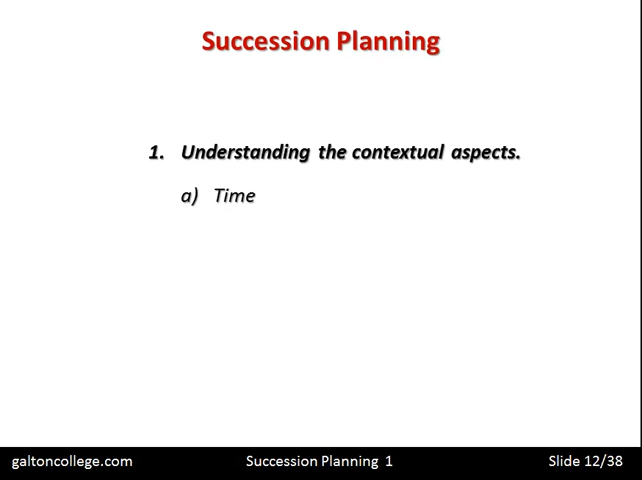 Succession Planning
1. Understanding the contextual aspects.
a) Time
galtoncollege.com Succession Planning 1 Slide 12/38